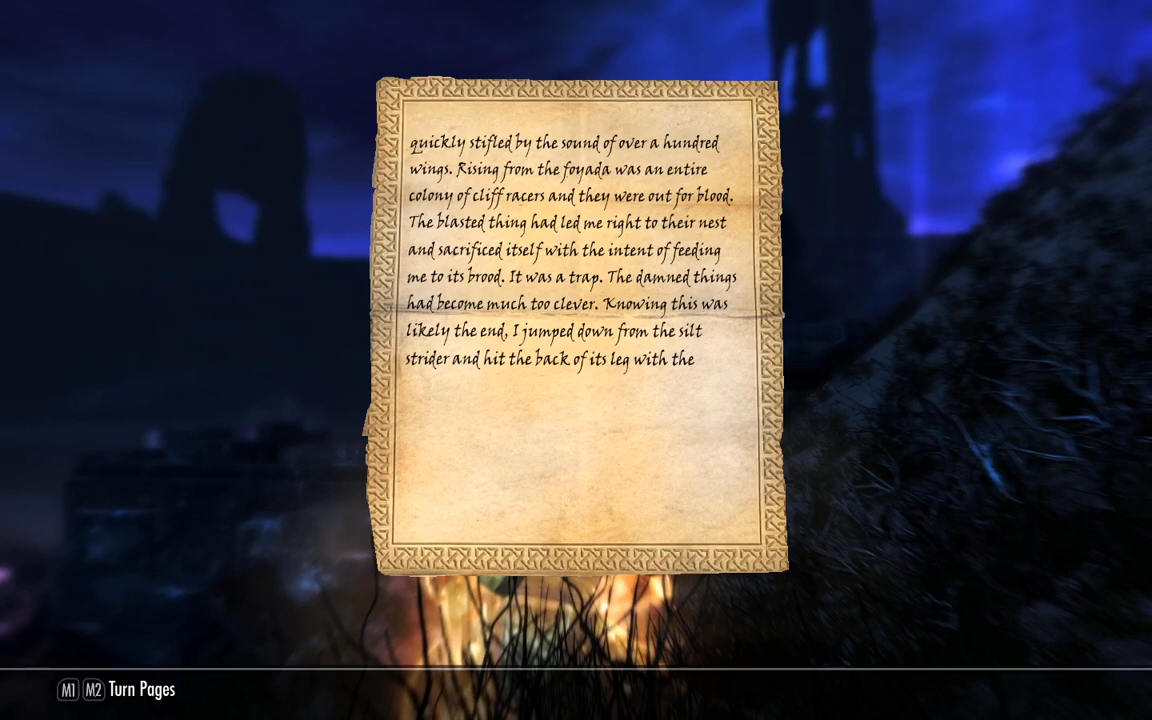 quickly stifled by the sound of over a hundred
wings. Rising from the foyada was an entire
colony of cliff racers and they were out for blood.
The blasted thing had led me right to their nest
and sacrificed itself with the intent of feeding
me to its brood. It was a trap. The damned things
had become much too clever. Knowing this was
likely the end, I jumped down from the silt
strider and hit the back of its leg with the
M1 M2 Turn Pages